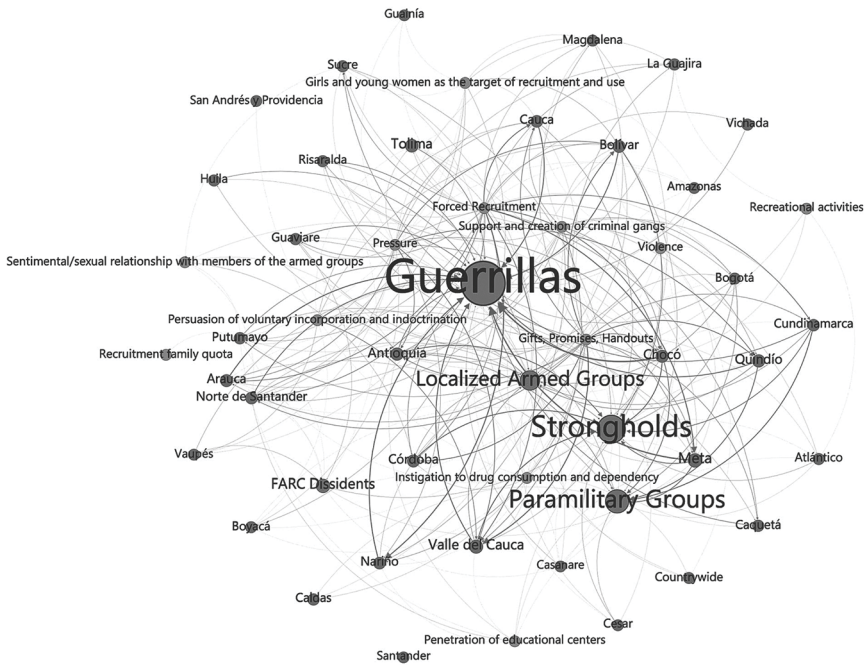 Guainía
Magdalena
Sucre
La Guajira
Girls and young women as the target of recruitment and use
San Andrés y Providencia
Cauca
Vichada
Tolima
Bolívar
Risaralda
Huila
Amazonas
Forced Recruitment
Recreational activities
Support and creation of criminal gangs
Guaviare
Pressure
Violence
Sentimental/sexual relationship with members of the armed groups
Guerrillas
Bogotá
Persuasion of voluntary incorporation and indoctrination
Cundinamarca
Putumayo
Gifts, Promises, Handouts
Recruitment family quota
Antioquia
Chocó
Quindío
Arauca
Localized Armed Groups
Norte de Santander
Strongholds
Vaupés
Córdoba
Meta
Atlántico
Instigation to drug consumption and dependency
FARC Dissidents
Paramilitary Groups
Boyacá
Caquetá
Valle del Cauca
Nariño
Casanare
Countrywide
Caldas
Cesar
Penetration of educational centers
Santander